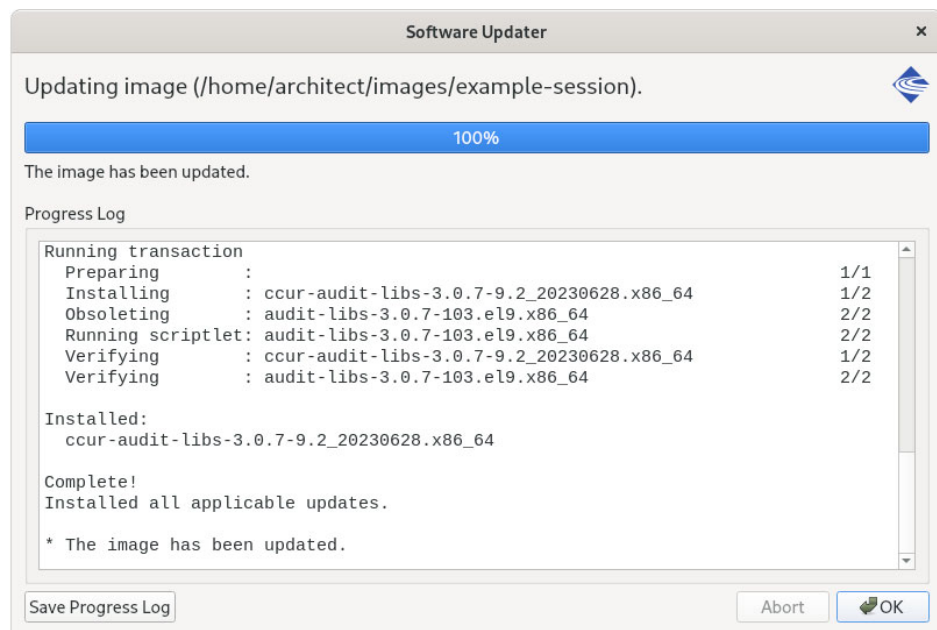 Software Updater
Updating image (/home/architect/images/example-session).
100%
The image has been updated.
Progress Log
Running transaction
  Preparing        :                                                         1/1
  Installing       : ccur-audit-libs-3.0.7-9.2_20230628.x86_64               1/2
  Obsoleting       : audit-libs-3.0.7-103.el9.x86_64                         2/2
  Running scriptlet: audit-libs-3.0.7-103.el9.x86_64                         2/2
  Verifying        : ccur-audit-libs-3.0.7-9.2_20230628.x86_64               1/2
  Verifying        : audit-libs-3.0.7-103.el9.x86_64                         2/2
Installed:
  ccur-audit-libs-3.0.7-9.2_20230628.x86_64
Complete!
Installed all applicable updates.
* The image has been updated.
Save Progress Log Abort OK